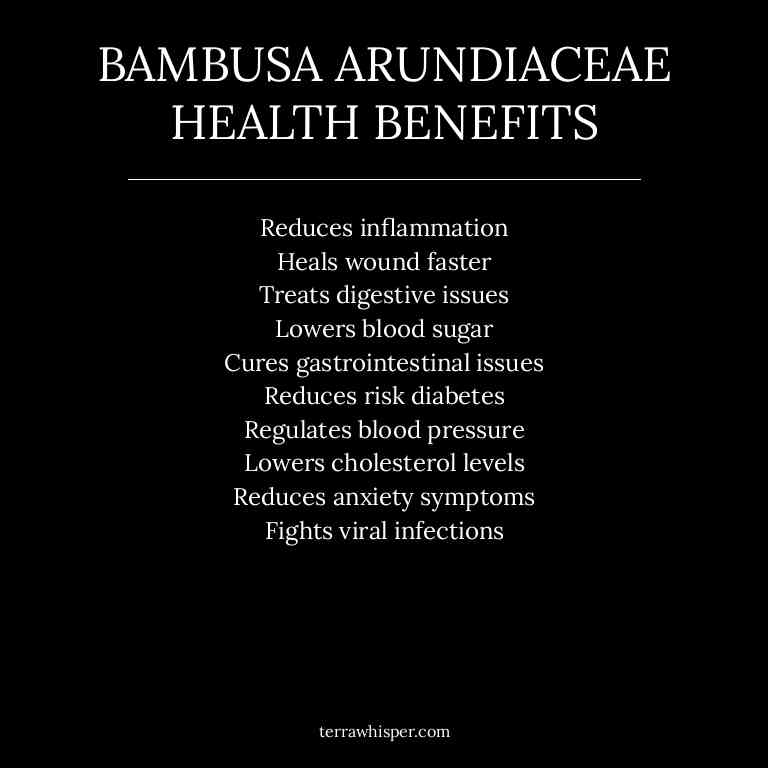 BAMBUSA ARUNDIACEAE
HEALTH BENEFITS
Reduces inflammation
Heals wound faster
Treats digestive issues
Lowers blood sugar
Cures gastrointestinal issues
Reduces risk diabetes
Regulates blood pressure
Lowers cholesterol levels
Reduces anxiety symptoms
Fights viral infections
terrawhisper.com